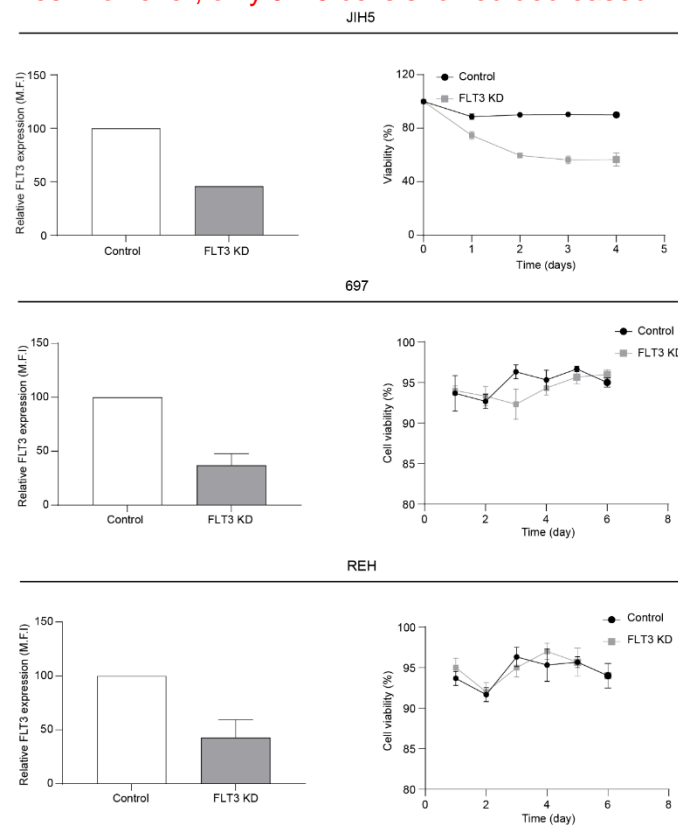 JIH5
Relative FLT3 expression (M.F.I)
150
100
50
0
Control
FLT3 KD
Viability (%)
120
80
40
0
Control
FLT3 KD
0 1 2 3 4 5
Time (days)
697
Relative FLT3 expression (M.F.I)
150
100
50
0
Control
FLT3 KD
Cell viability (%)
100
95
90
85
80
Control
FLT3 KD
0 2 4 6 8
Time (day)
REH
Relative FLT3 expression (M.F.I)
150
100
50
0
Control
FLT3 KD
Cell viability (%)
100
95
90
85
80
Control
FLT3 KD
0 2 4 6 8
Time (day)